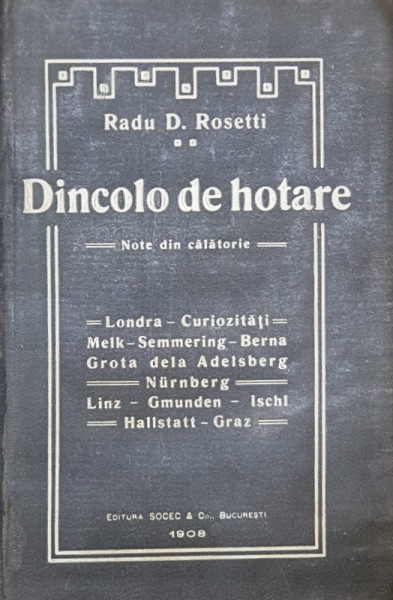 Radu D. Rosetti
Dincolo de hotare
Note din călătorie
Londra – Curiozităţi
Melk – Semmering – Berna
Grota dela Adelsberg
Nürnberg
Linz – Gmunden – Ischl
Hallstatt – Graz
EDITURA SOCEC & Co., BUCUREŞTI
1908